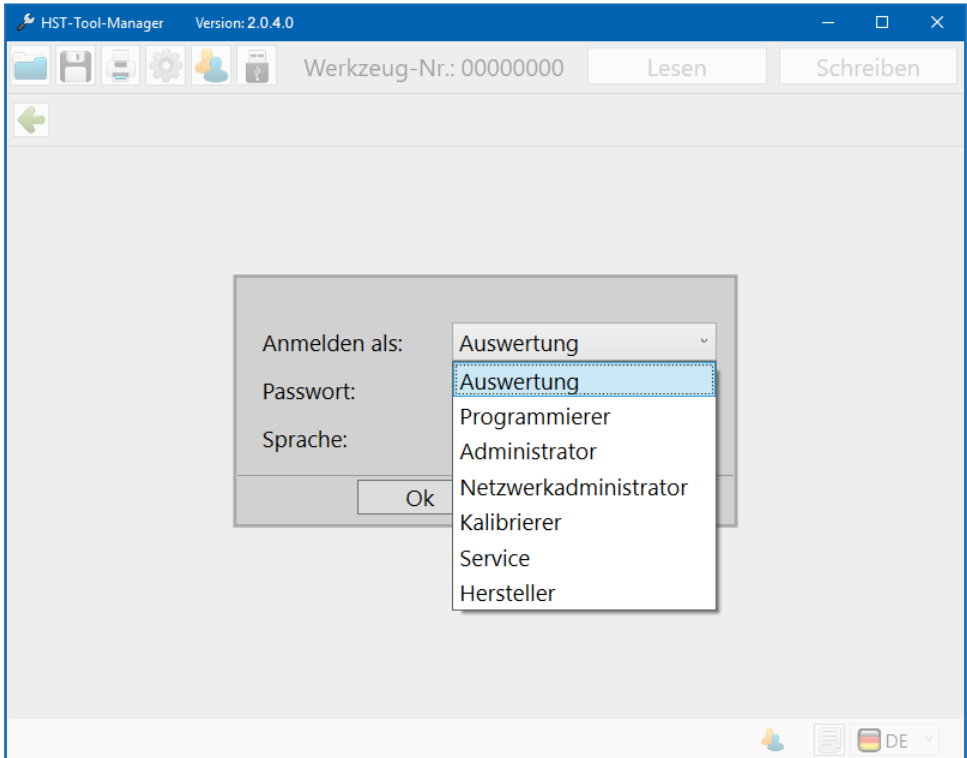 HST-Tool-Manager Version: 2.0.4.0
Werkzeug-Nr.: 00000000 Lesen Schreiben
Anmelden als: Auswertung
Passwort: Auswertung
Programmierer
Sprache: Administrator
Ok Netzwerkadministrator
Kalibrierer
Service
Hersteller
DE